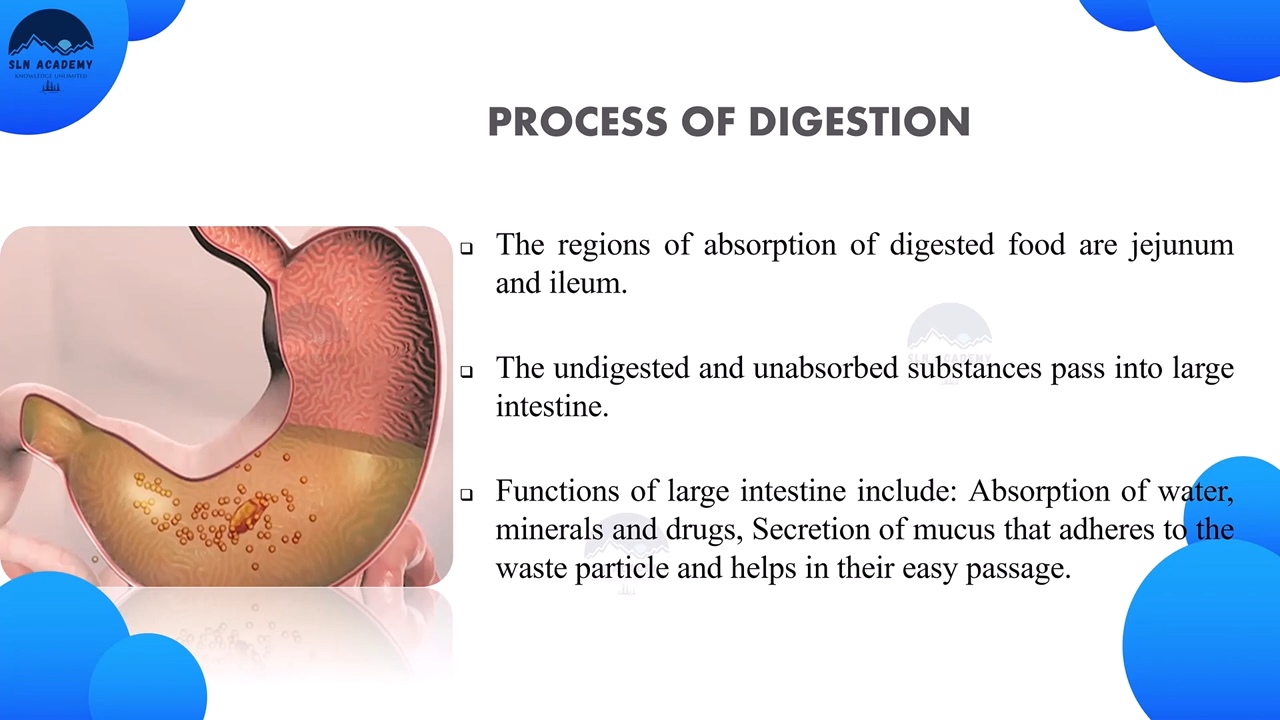 SLN ACADEMY
KNOWLEDGE UNLIMITED
PROCESS OF DIGESTION
The regions of absorption of digested food are jejunum
and ileum.
SLN ACADEMY
The undigested and unabsorbed substances pass into large
intestine.
Functions of large intestine include: Absorption of water,
minerals and drugs, Secretion of mucus that adheres to the
waste particle and helps in their easy passage.